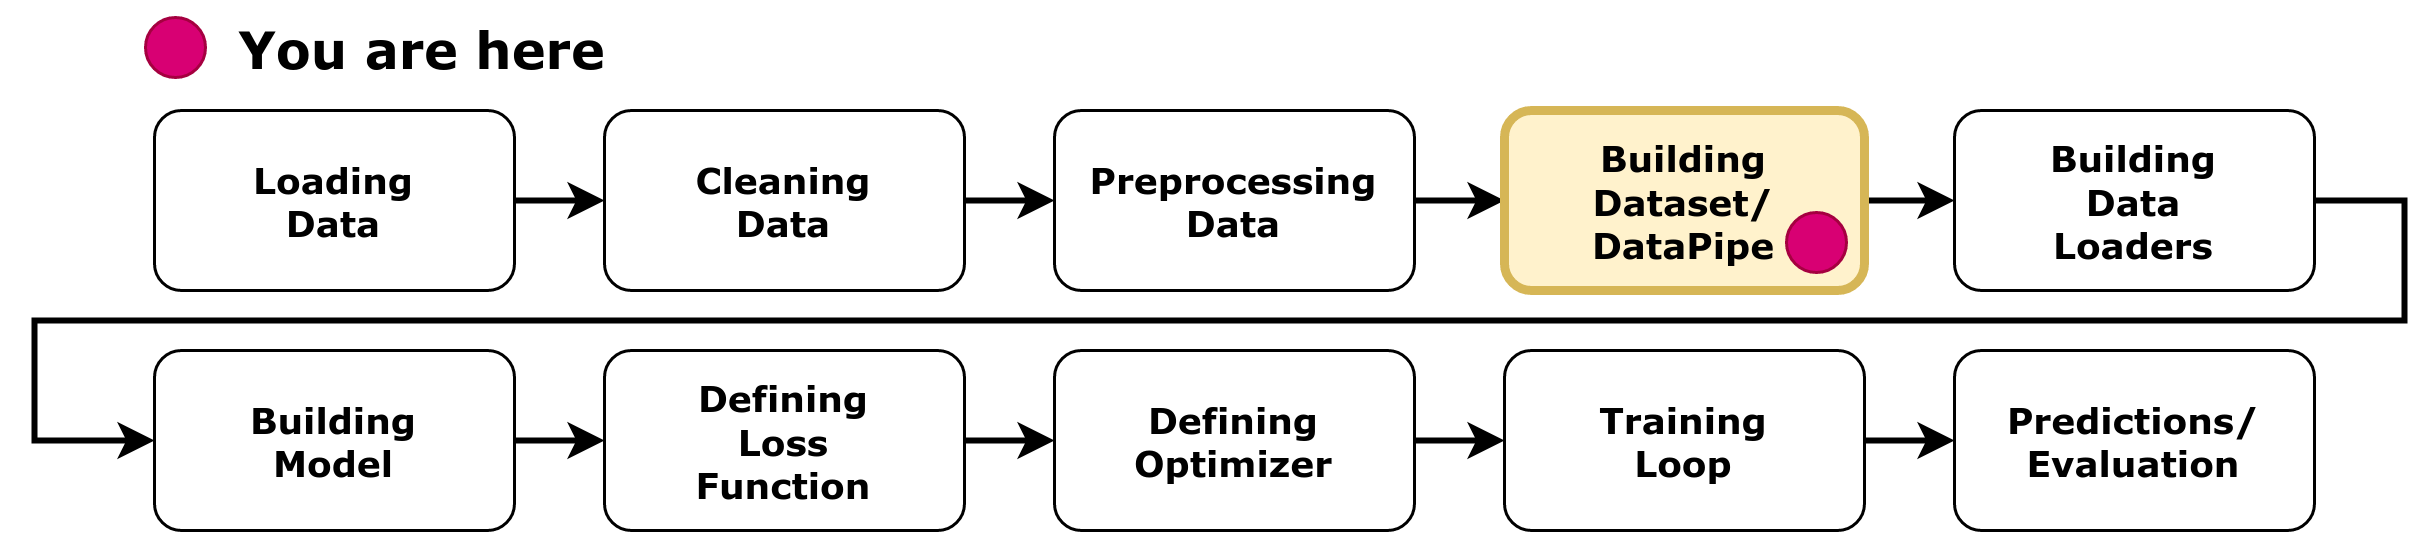 You are here
Loading
Data
Cleaning
Data
Preprocessing
Data
Building
Dataset/
DataPipe
Building
Data
Loaders
Building
Model
Defining
Loss
Function
Defining
Optimizer
Training
Loop
Predictions/
Evaluation